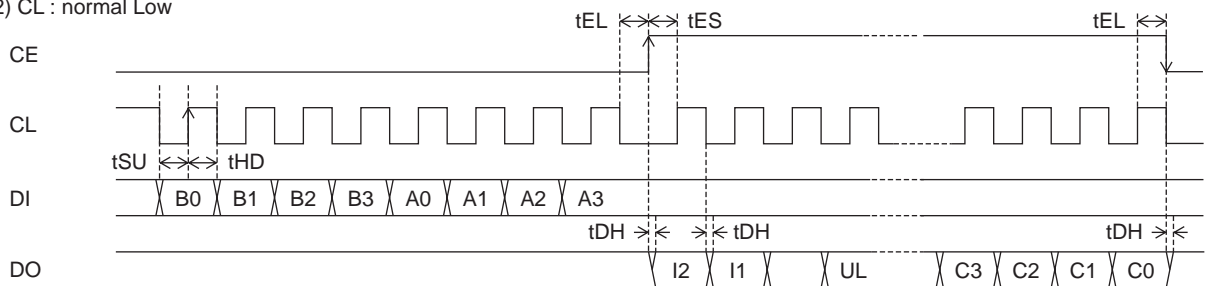 2) CL : normal Low
tEL tES tEL
CE
CL
tSU tHD
DI B0 B1 B2 B3 A0 A1 A2 A3
tDH tDH tDH
DO I2 I1 UL C3 C2 C1 C0